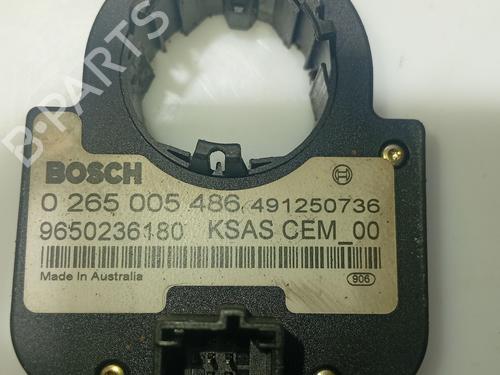 B-PARTS
BOSCH
0 265 005 486 491250736
9650236180 KSAS CEM_00
Made In Australia
906